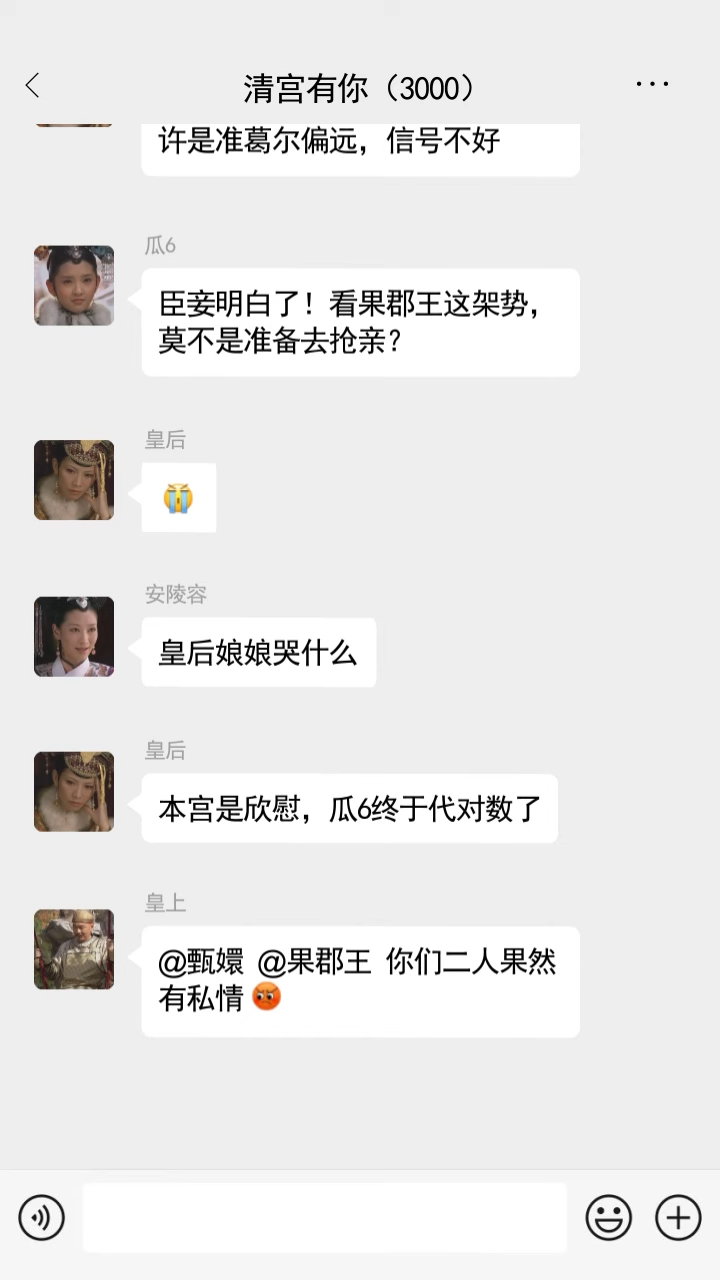 清宫有你（3000）
许是准葛尔偏远，信号不好
瓜6
臣妾明白了！看果郡王这架势，
莫不是准备去抢亲？
皇后
😭
安陵容
皇后娘娘哭什么
皇后
本宫是欣慰，瓜6终于代对数了
皇上
@甄嬛 @果郡王 你们二人果然
有私情😡